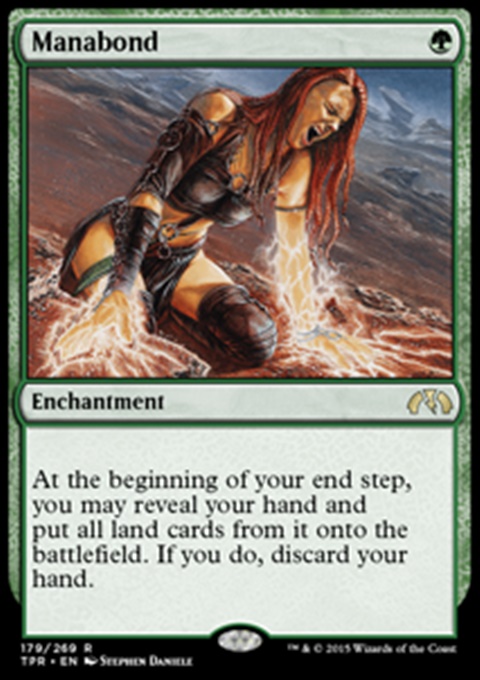 Manabond
Enchantment
At the beginning of your end step,
you may reveal your hand and
put all land cards from it onto the
battlefield. If you do, discard your
hand.
179/269 R
TPR • EN Stephen Daniele
™ & © 2015 Wizards of the Coast